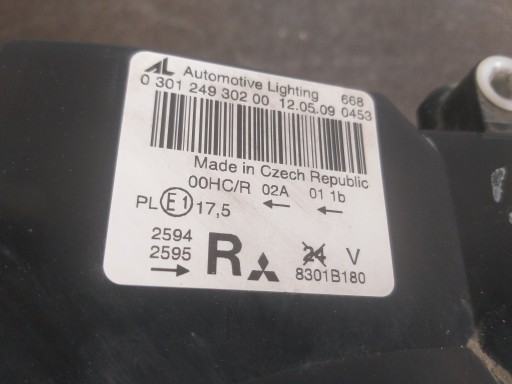 AL Automotive Lighting 668
0 301 249 302 00 12.05.09 0453
Made in Czech Republic
00HC/R 02A 01 1b
PL E1 17,5
2594
2595
R 24 V
8301B180